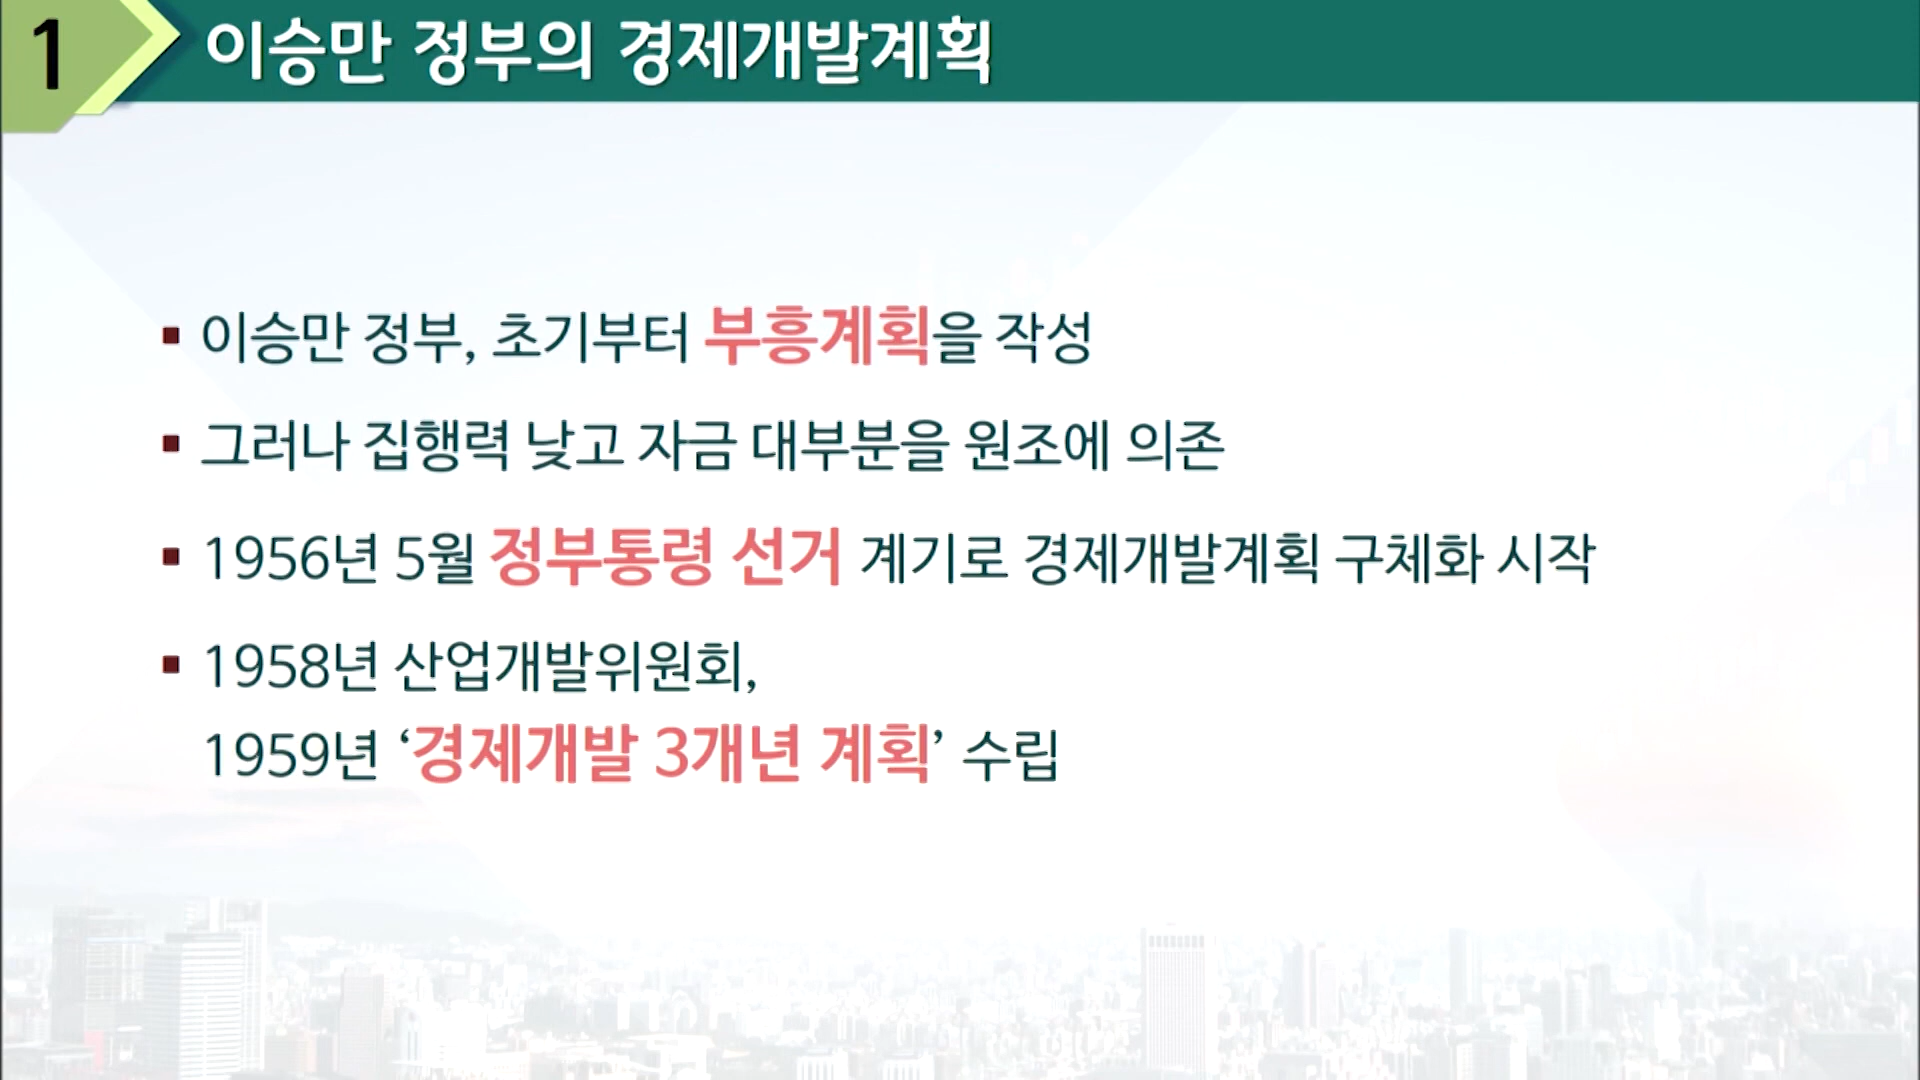 1
이승만 정부의 경제개발계획
▪ 이승만 정부, 초기부터 부흥계획을 작성
▪ 그러나 집행력 낮고 자금 대부분을 원조에 의존
▪ 1956년 5월 정부통령 선거 계기로 경제개발계획 구체화 시작
▪ 1958년 산업개발위원회,
1959년 ‘경제개발 3개년 계획’ 수립